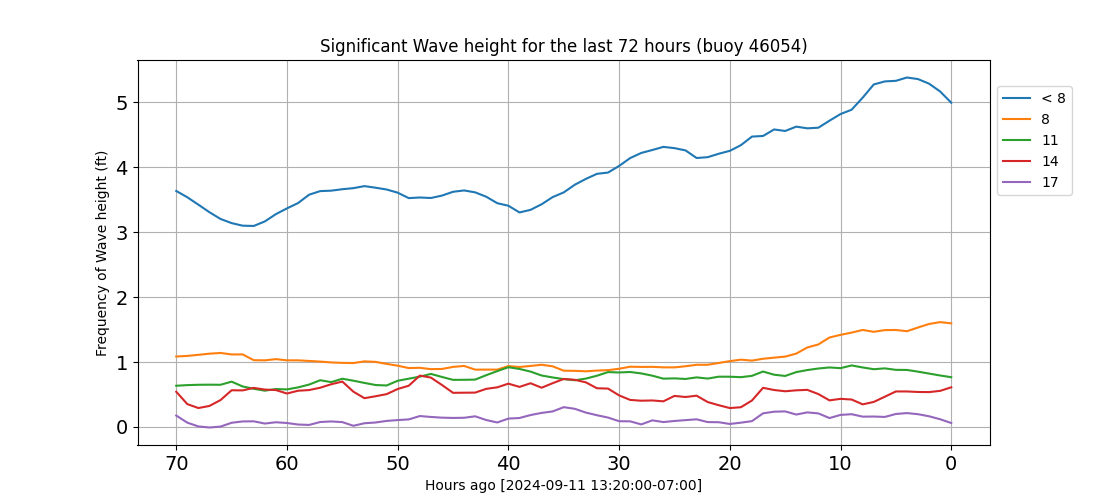 Significant Wave height for the last 72 hours (buoy 46054)
Frequency of Wave height (ft)
5
4
3
2
1
0
70 60 50 40 30 20 10 0
Hours ago [2024-09-11 13:20:00-07:00]
< 8
8
11
14
17